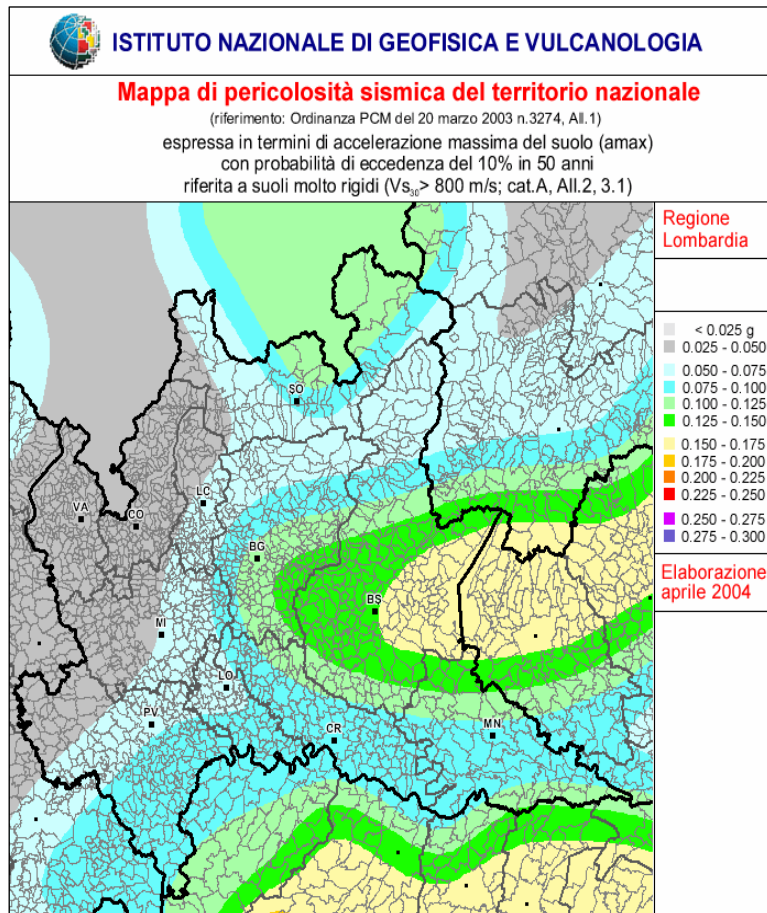 ISTITUTO NAZIONALE DI GEOFISICA E VULCANOLOGIA
Mappa di pericolosità sismica del territorio nazionale
(riferimento: Ordinanza PCM del 20 marzo 2003 n.3274, All.1)
espressa in termini di accelerazione massima del suolo (amax)
con probabilità di eccedenza del 10% in 50 anni
riferita a suoli molto rigidi (Vs30> 800 m/s; cat.A, All.2, 3.1)
Regione
Lombardia
< 0.025 g
0.025 - 0.050
0.050 - 0.075
0.075 - 0.100
0.100 - 0.125
0.125 - 0.150
0.150 - 0.175
0.175 - 0.200
0.200 - 0.225
0.225 - 0.250
0.250 - 0.275
0.275 - 0.300
Elaborazione
aprile 2004
SO
LC
VA
CO
BG
BS
MI
LO
PV
CR
MN